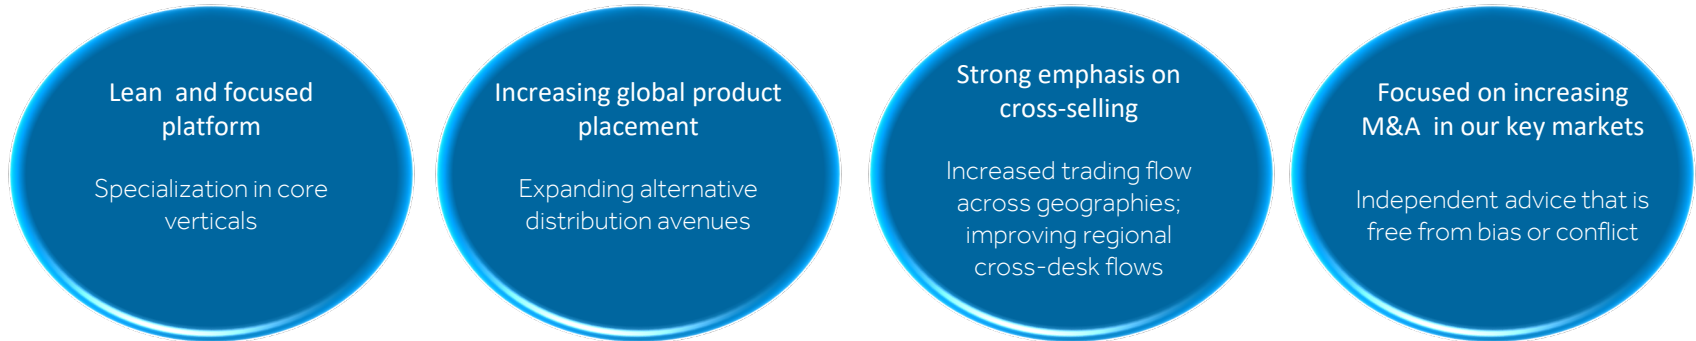 Lean  and focused
platform
Specialization in core
verticals
Increasing global product
placement
Expanding alternative
distribution avenues
Strong emphasis on
cross-selling
Increased trading flow
across geographies;
improving regional
cross-desk flows
Focused on increasing
M&A  in our key markets
Independent advice that is
free from bias or conflict